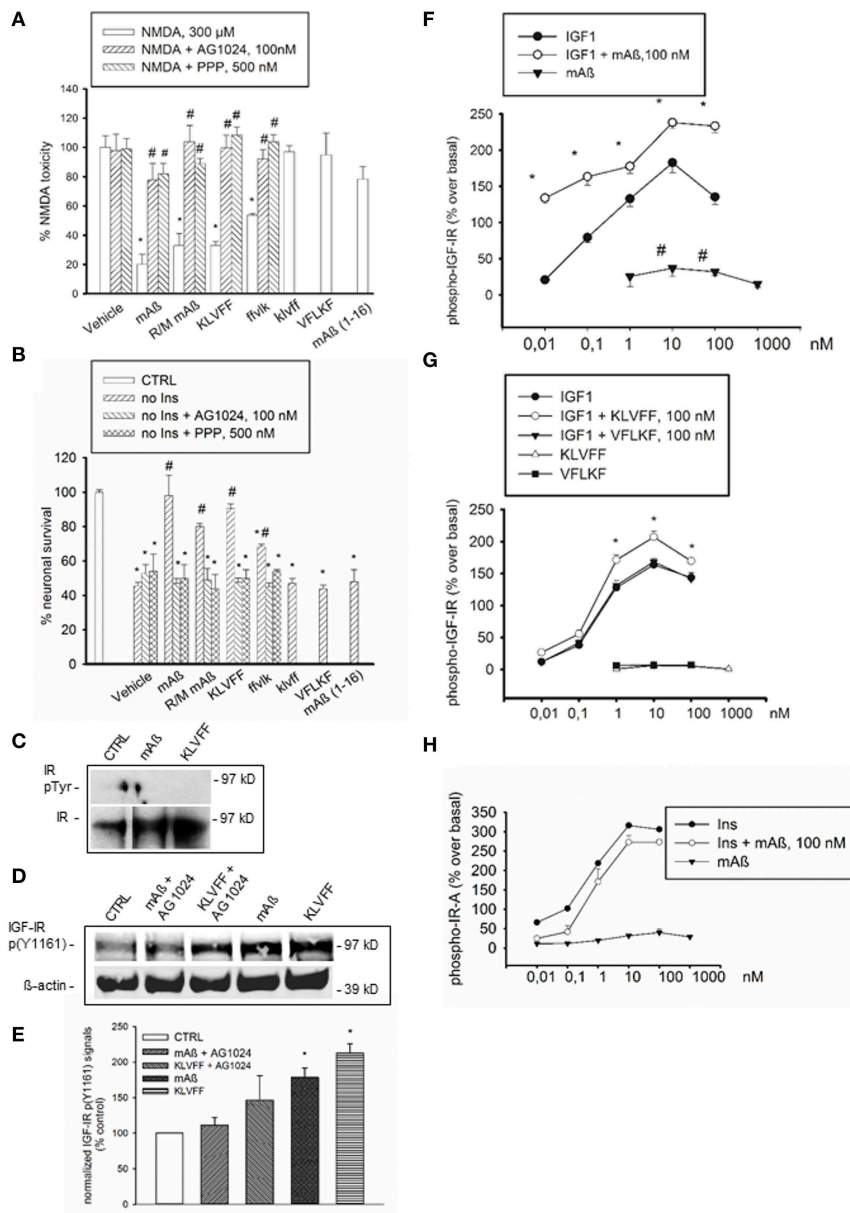 A
NMDA, 300 µM
NMDA + AG1024, 100nM
NMDA + PPP, 500 nM
% NMDA toxicity
140
120
100
80
60
40
20
0
# # # # # # # #
* * * *
Vehicle
mAß
R/M mAß
KLVFF
ffvlk
klvff
VFLKF
mAß (1-16)
B
CTRL
no Ins
no Ins + AG1024, 100 nM
no Ins + PPP, 500 nM
% neuronal survival
120
100
80
60
40
20
0
# # # * #
* * * * * * * * * * * * * *
Vehicle
mAß
R/M mAß
KLVFF
ffvlk
klvff
VFLKF
mAß (1-16)
C
CTRL
mAß
KLVFF
IR
pTyr -
- 97 kD
IR -
- 97 kD
D
CTRL
mAß +
AG1024
KLVFF +
AG1024
mAß
KLVFF
IGF-IR
p(Y1161) -
- 97 kD
ß-actin -
- 39 kD
E
normalized IGF-IR p(Y1161) signals
(% control)
250
200
150
100
50
0
CTRL
mAß + AG1024
KLVFF + AG1024
mAß
KLVFF
* *
F
IGF1
IGF1 + mAß,100 nM
mAß
phospho-IGF-IR (% over basal)
250
200
150
100
50
0
* * * * *
# #
0,01 0,1 1 10 100 1000 nM
G
IGF1
IGF1 + KLVFF, 100 nM
IGF1 + VFLKF, 100 nM
KLVFF
VFLKF
phospho-IGF-IR (% over basal)
250
200
150
100
50
0
* * *
0,01 0,1 1 10 100 1000 nM
H
Ins
Ins + mAß, 100 nM
mAß
phospho-IR-A (% over basal)
350
300
250
200
150
100
50
0
0,01 0,1 1 10 100 1000 nM